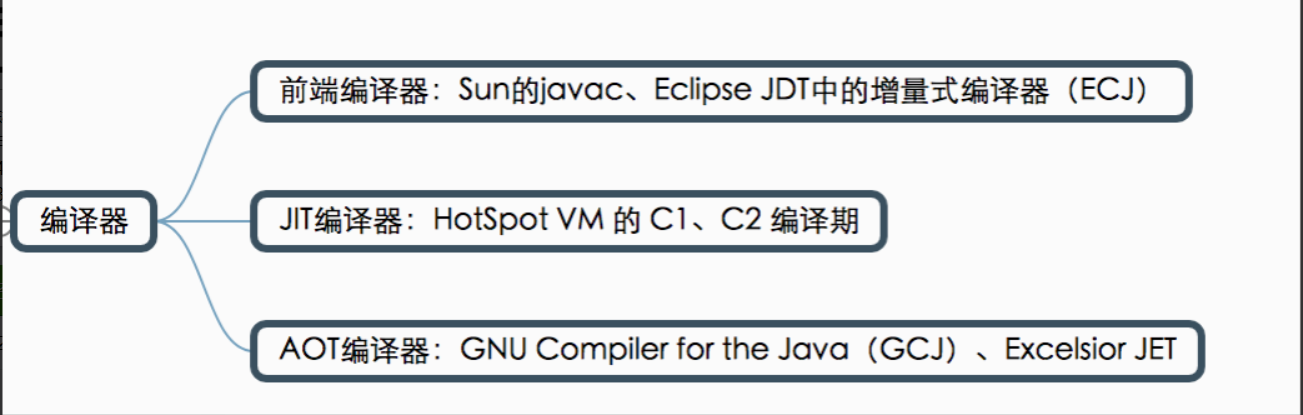 前端编译器：Sun的javac、Eclipse JDT中的增量式编译器（ECJ）
编译器
JIT编译器：HotSpot VM 的 C1、C2 编译期
AOT编译器：GNU Compiler for the Java（GCJ）、Excelsior JET